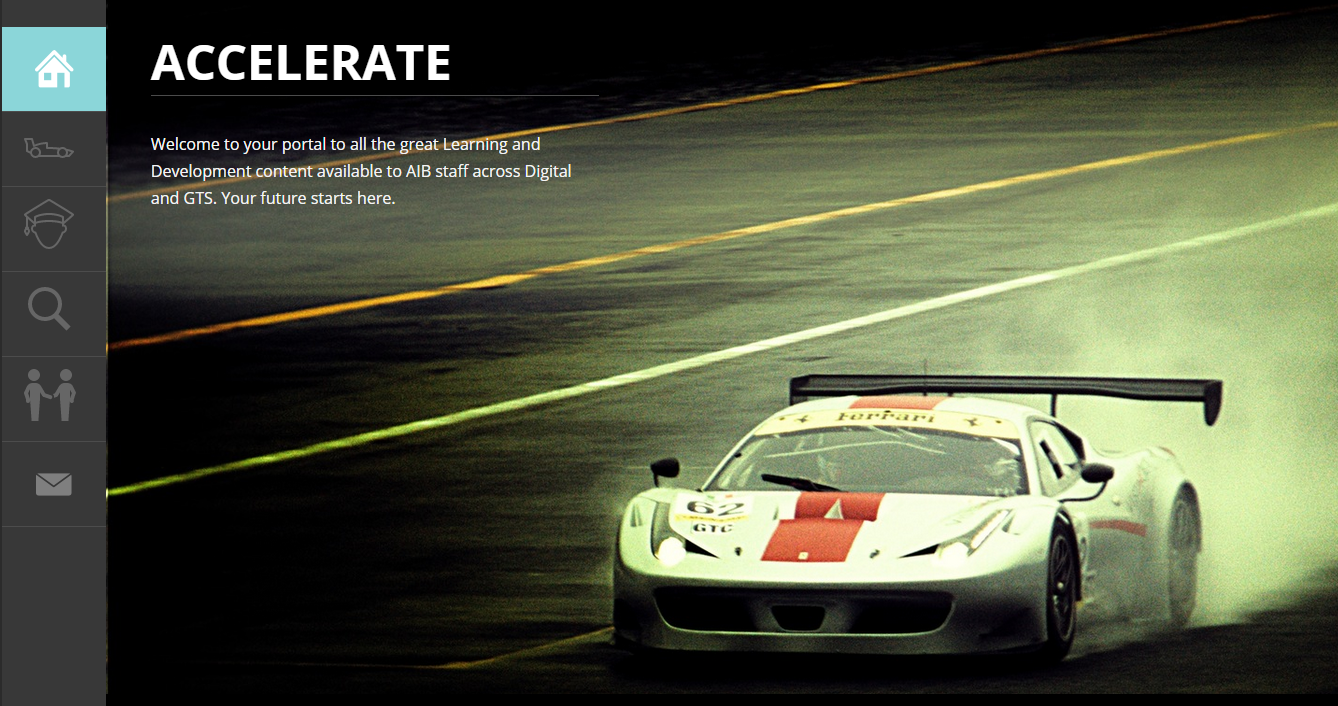 ACCELERATE
Welcome to your portal to all the great Learning and
Development content available to AIB staff across Digital
and GTS. Your future starts here.
Ferrari
62
GTC